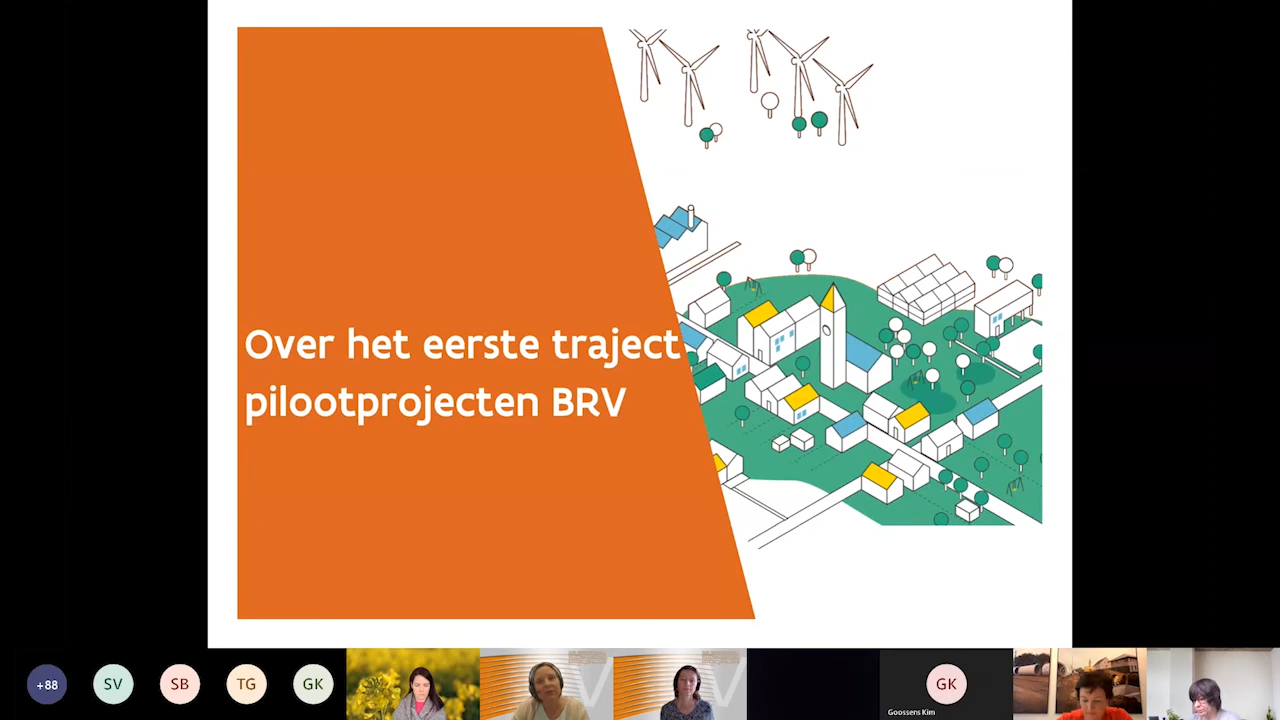 Over het eerste traject
pilootprojecten BRV
+88
SV
SB
TG
GK
GK
Goossens Kim